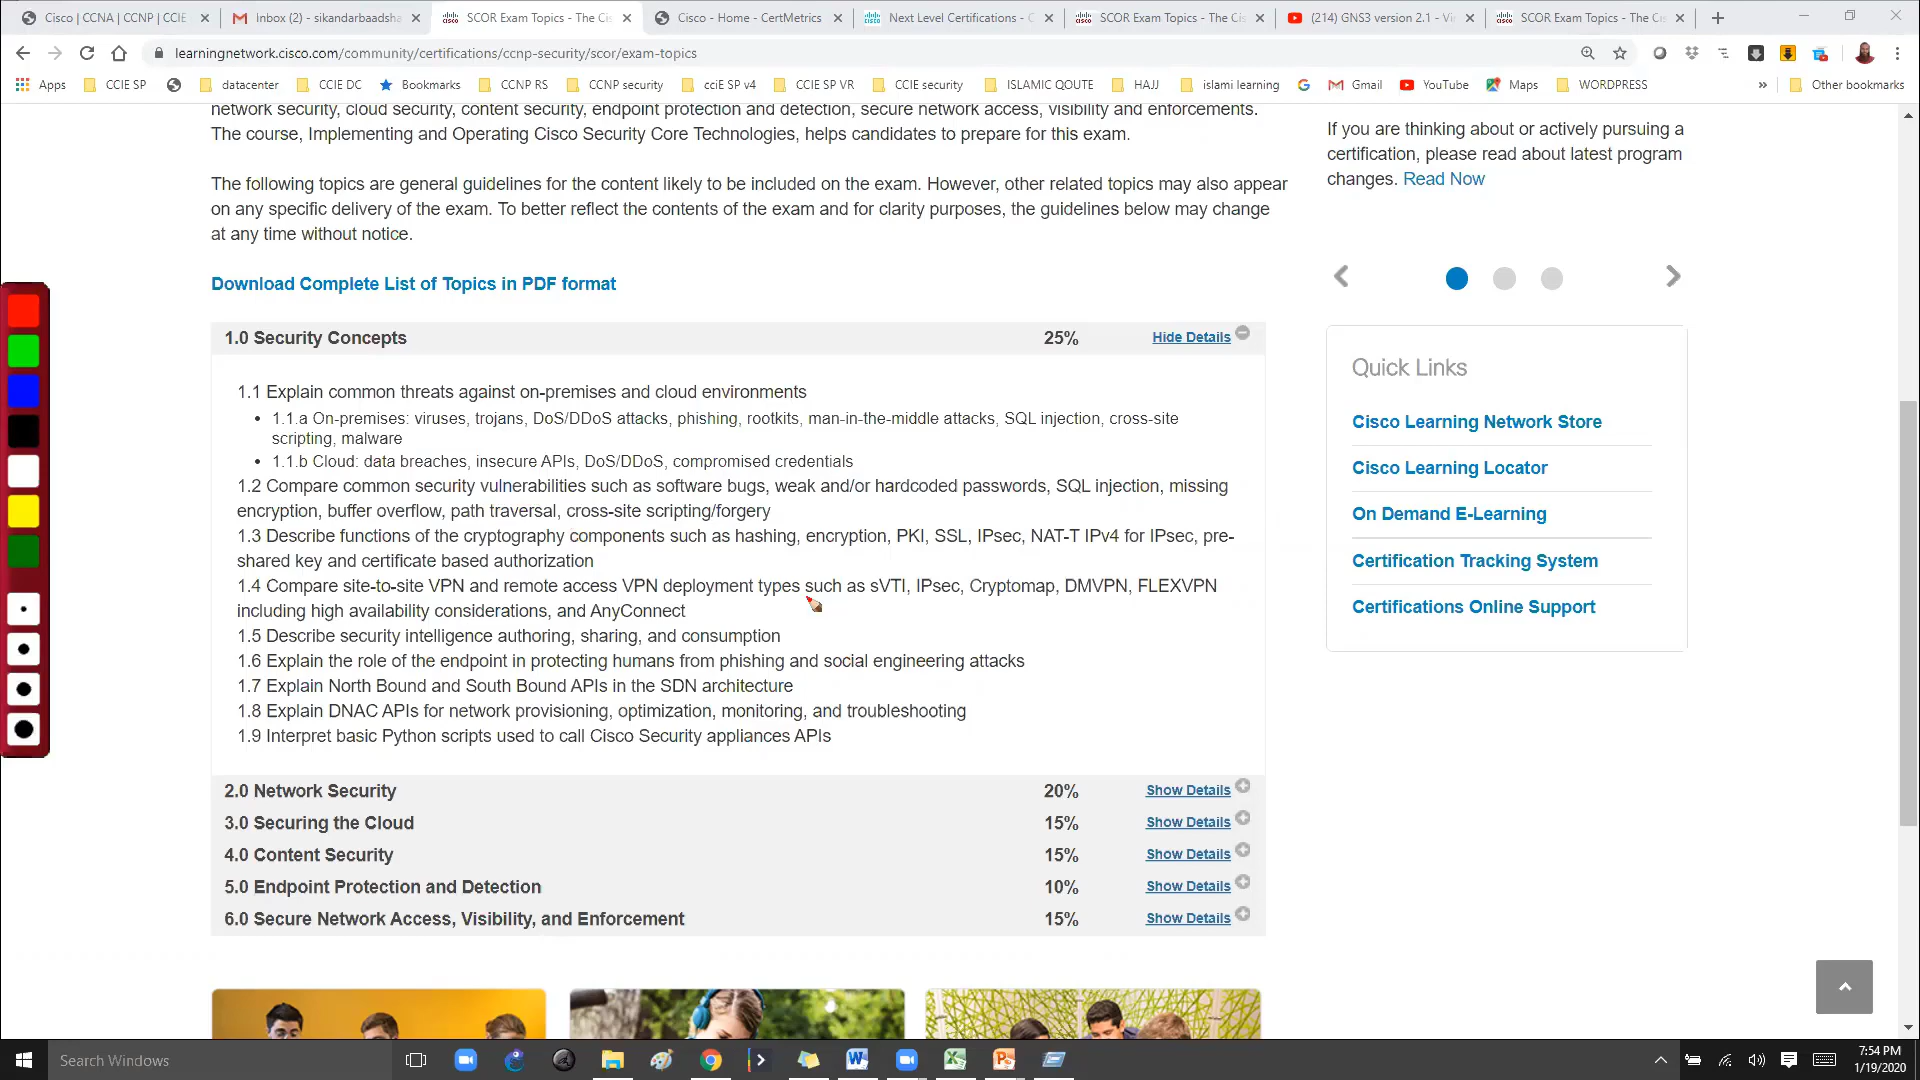 Cisco | CCNA | CCNP | CCIE
Inbox (2) - sikandarbaadsha
SCOR Exam Topics - The Cis
Cisco - Home - CertMetrics
Next Level Certifications - C
SCOR Exam Topics - The Cis
(214) GNS3 version 2.1 - Vi
SCOR Exam Topics - The Cis
learningnetwork.cisco.com/community/certifications/ccnp-security/scor/exam-topics
Apps
CCIE SP
datacenter
CCIE DC
Bookmarks
CCNP RS
CCNP security
cciE SP v4
CCIE SP VR
CCIE security
ISLAMIC QOUTE
HAJJ
islami learning
Gmail
YouTube
Maps
WORDPRESS
»
Other bookmarks
network security, cloud security, content security, endpoint protection and detection, secure network access, visibility and enforcements.
The course, Implementing and Operating Cisco Security Core Technologies, helps candidates to prepare for this exam.
The following topics are general guidelines for the content likely to be included on the exam. However, other related topics may also appear
on any specific delivery of the exam. To better reflect the contents of the exam and for clarity purposes, the guidelines below may change
at any time without notice.
Download Complete List of Topics in PDF format
1.0 Security Concepts 25% Hide Details
1.1 Explain common threats against on-premises and cloud environments
• 1.1.a On-premises: viruses, trojans, DoS/DDoS attacks, phishing, rootkits, man-in-the-middle attacks, SQL injection, cross-site
scripting, malware
• 1.1.b Cloud: data breaches, insecure APIs, DoS/DDoS, compromised credentials
1.2 Compare common security vulnerabilities such as software bugs, weak and/or hardcoded passwords, SQL injection, missing
encryption, buffer overflow, path traversal, cross-site scripting/forgery
1.3 Describe functions of the cryptography components such as hashing, encryption, PKI, SSL, IPsec, NAT-T IPv4 for IPsec, pre-
shared key and certificate based authorization
1.4 Compare site-to-site VPN and remote access VPN deployment types such as sVTI, IPsec, Cryptomap, DMVPN, FLEXVPN
including high availability considerations, and AnyConnect
1.5 Describe security intelligence authoring, sharing, and consumption
1.6 Explain the role of the endpoint in protecting humans from phishing and social engineering attacks
1.7 Explain North Bound and South Bound APIs in the SDN architecture
1.8 Explain DNAC APIs for network provisioning, optimization, monitoring, and troubleshooting
1.9 Interpret basic Python scripts used to call Cisco Security appliances APIs
2.0 Network Security 20% Show Details
3.0 Securing the Cloud 15% Show Details
4.0 Content Security 15% Show Details
5.0 Endpoint Protection and Detection 10% Show Details
6.0 Secure Network Access, Visibility, and Enforcement 15% Show Details
If you are thinking about or actively pursuing a
certification, please read about latest program
changes. Read Now
Quick Links
Cisco Learning Network Store
Cisco Learning Locator
On Demand E-Learning
Certification Tracking System
Certifications Online Support
Search Windows
7:54 PM
1/19/2020